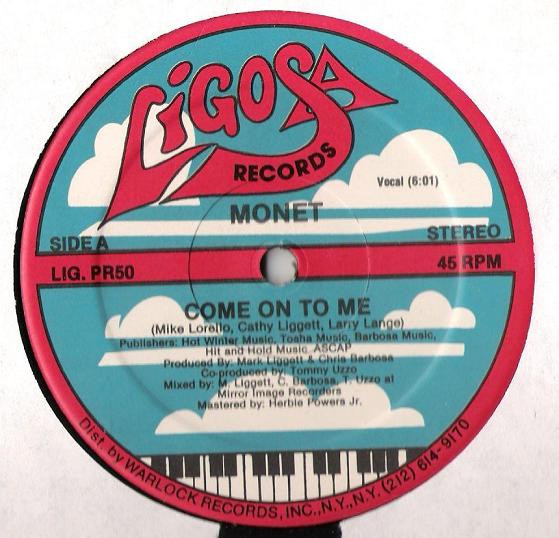 LIGOSA
RECORDS
Vocal (6:01)
MONET
SIDE A
STEREO
LIG. PR50
45 RPM
COME ON TO ME
(Mike Lorello, Cathy Liggett, Larry Lange)
Publishers: Hot Winter Music, Tosha Music, Barbosa Music,
Hit and Hold Music, ASCAP
Produced By: Mark Liggett & Chris Barbosa
Co-produced by: Tommy Uzzo
Mixed by: M. Liggett, C. Barbosa, T. Uzzo at
Mirror Image Recorders
Mastered by: Herbie Powers Jr.
Dist. by WARLOCK RECORDS, INC., N.Y., N.Y. (212) 614-9170